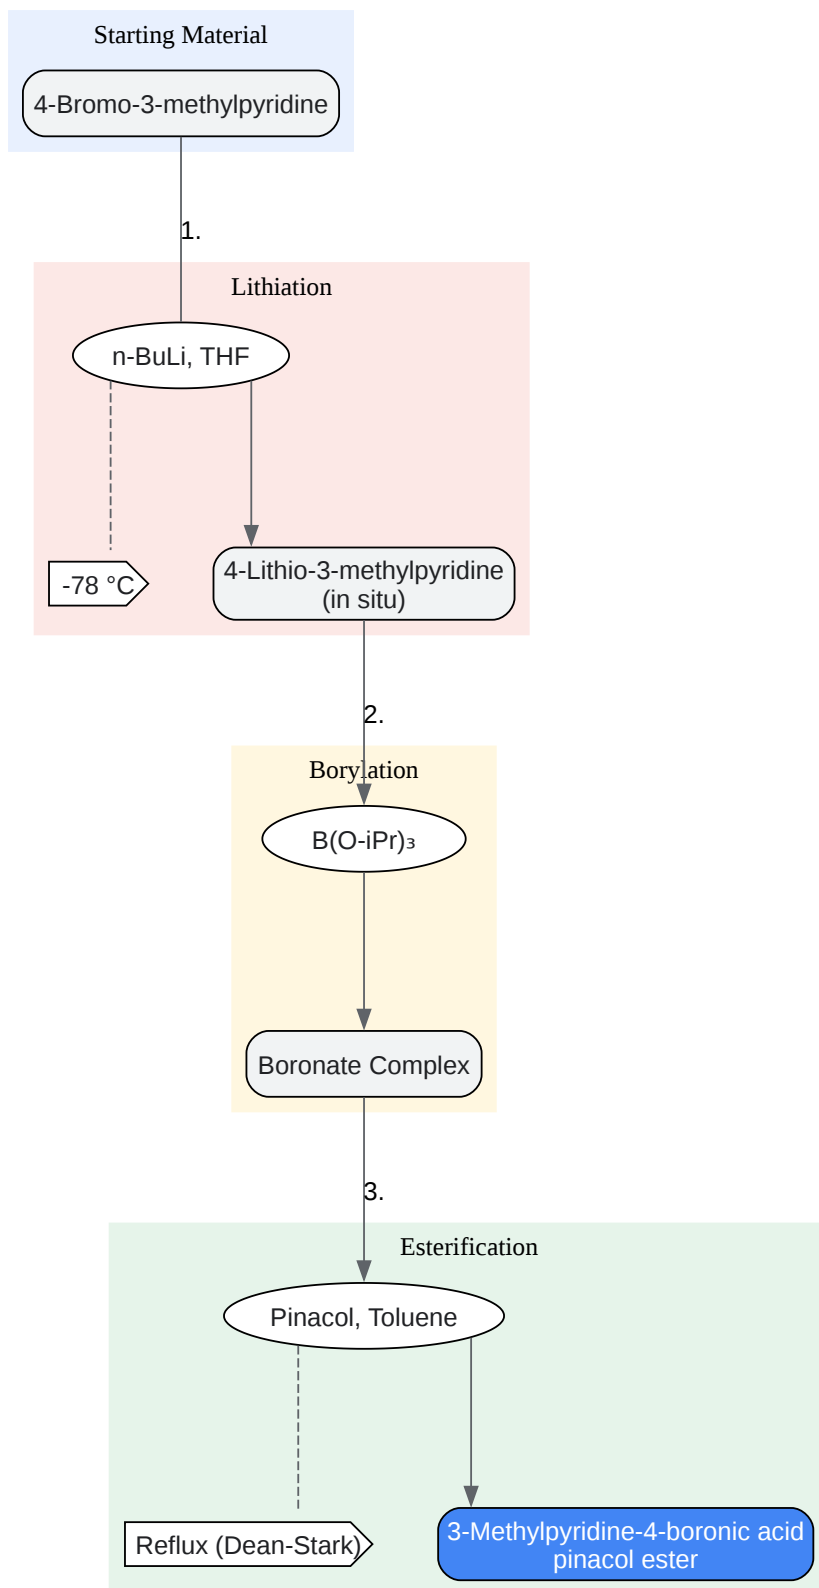 Starting Material
4-Bromo-3-methylpyridine
1.
Lithiation
n-BuLi, THF
-78 °C
4-Lithio-3-methylpyridine
(in situ)
2.
Borylation
B(O-iPr)₃
Boronate Complex
3.
Esterification
Pinacol, Toluene
Reflux (Dean-Stark)
3-Methylpyridine-4-boronic acid
pinacol ester